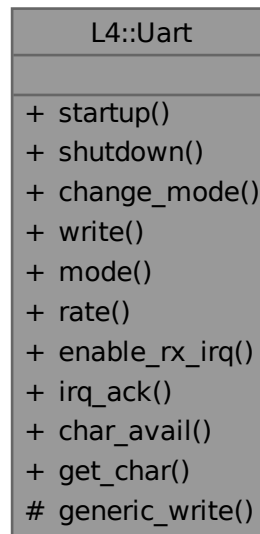 L4::Uart
+ startup()
+ shutdown()
+ change_mode()
+ write()
+ mode()
+ rate()
+ enable_rx_irq()
+ irq_ack()
+ char_avail()
+ get_char()
# generic_write()